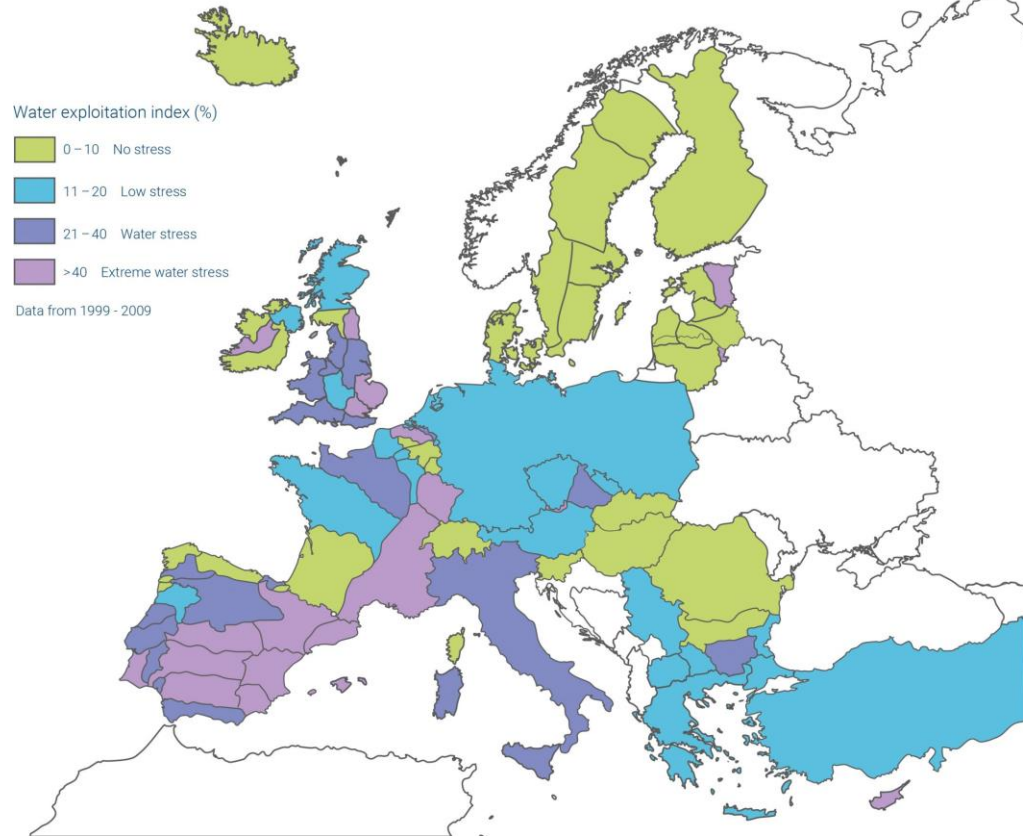 Water exploitation index (%)
0 – 10 No stress
11 – 20 Low stress
21 – 40 Water stress
>40 Extreme water stress
Data from 1999 - 2009